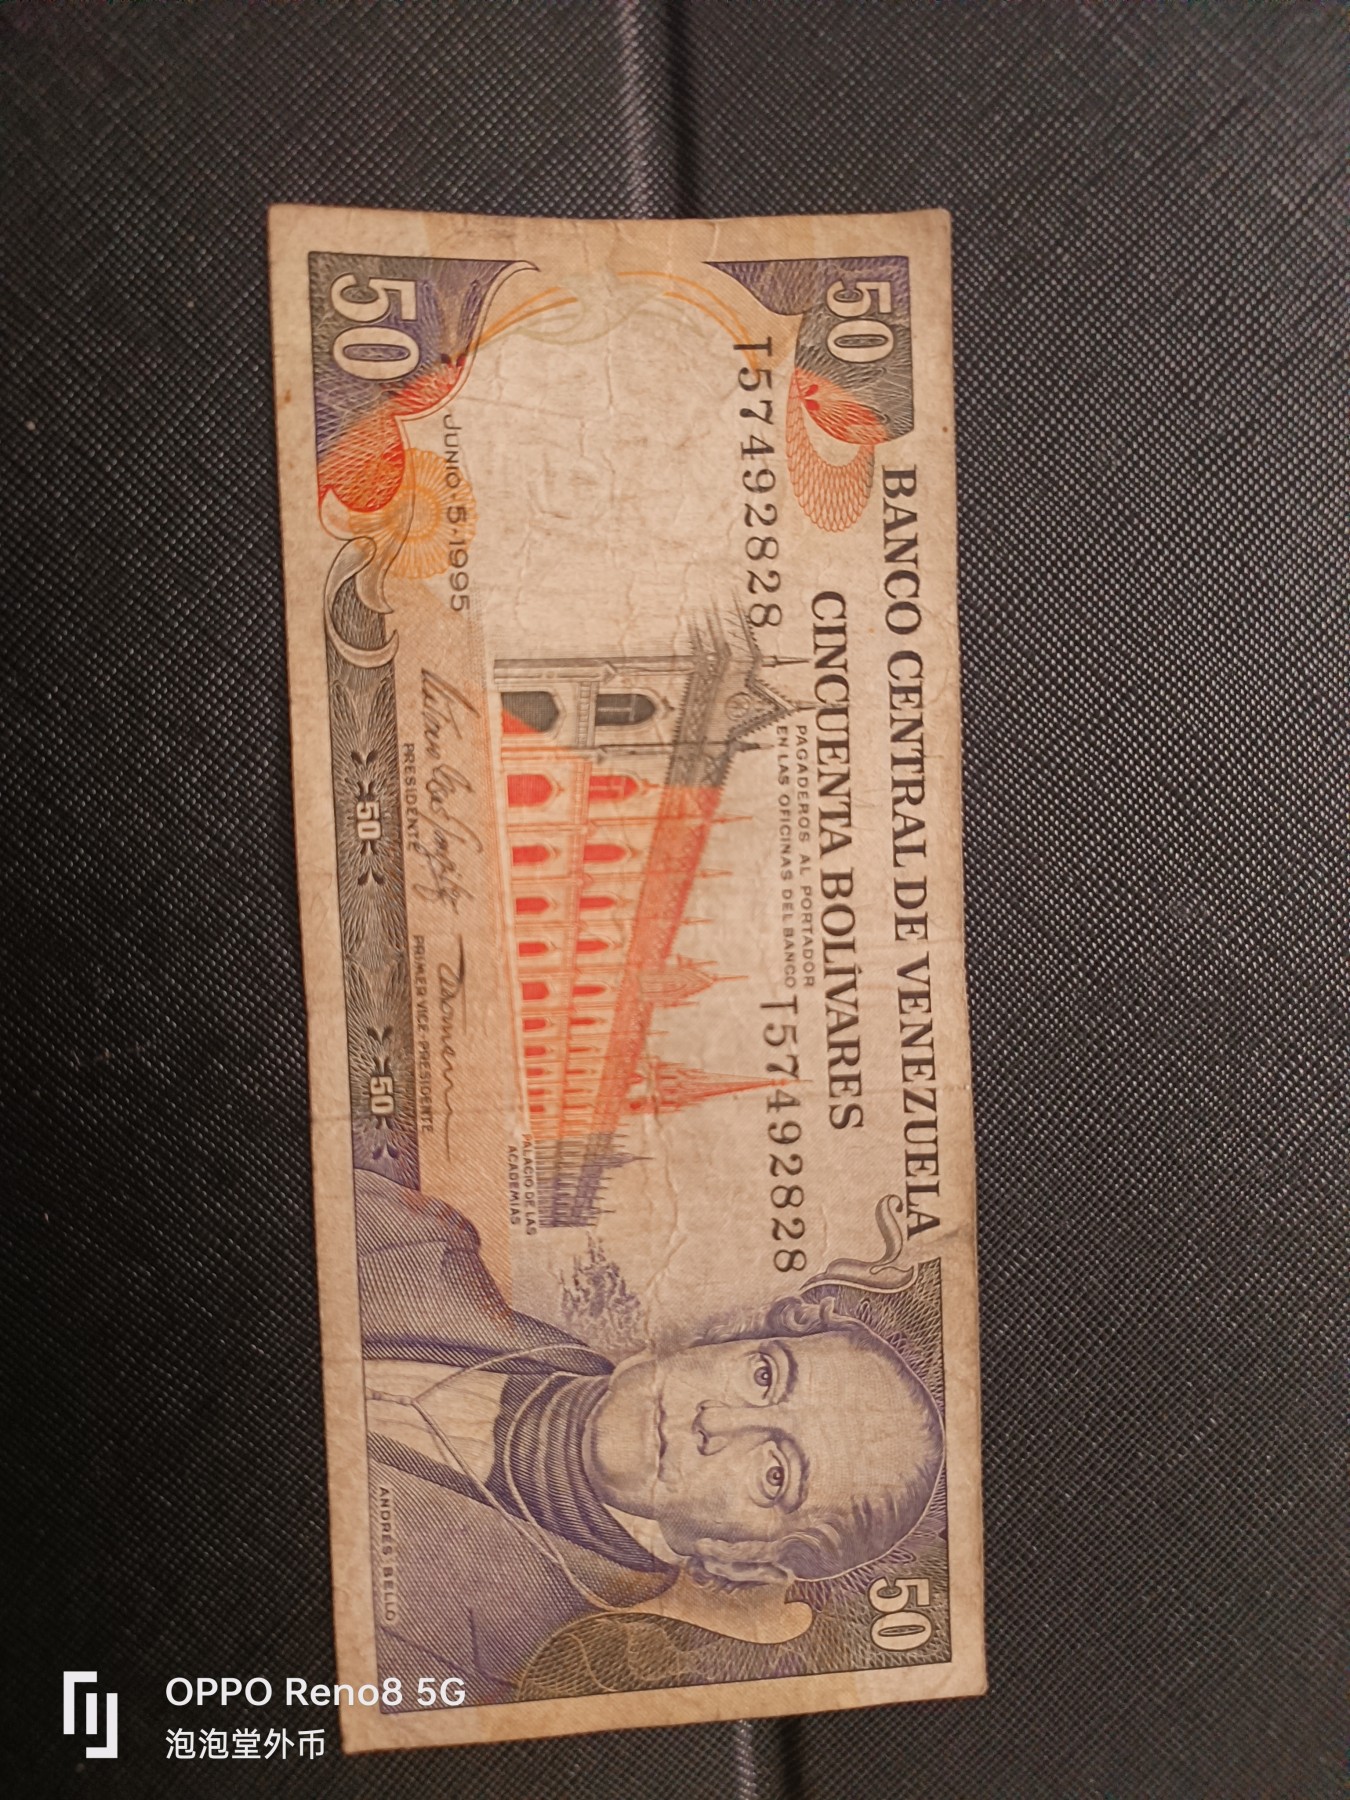 BANCO CENTRAL DE VENEZUELA
50
50
CINCUENTA BOLÍVARES
PAGADEROS AL PORTADOR
EN LAS OFICINAS DEL BANCO
T57492828
T57492828
PALACIO DE LAS
ACADEMIAS
JUNIO·5·1995
PRESIDENTE
PRIMER VICE-PRESIDENTE
50
50
50
ANDRES BELLO
OPPO Reno8 5G
泡泡堂外币